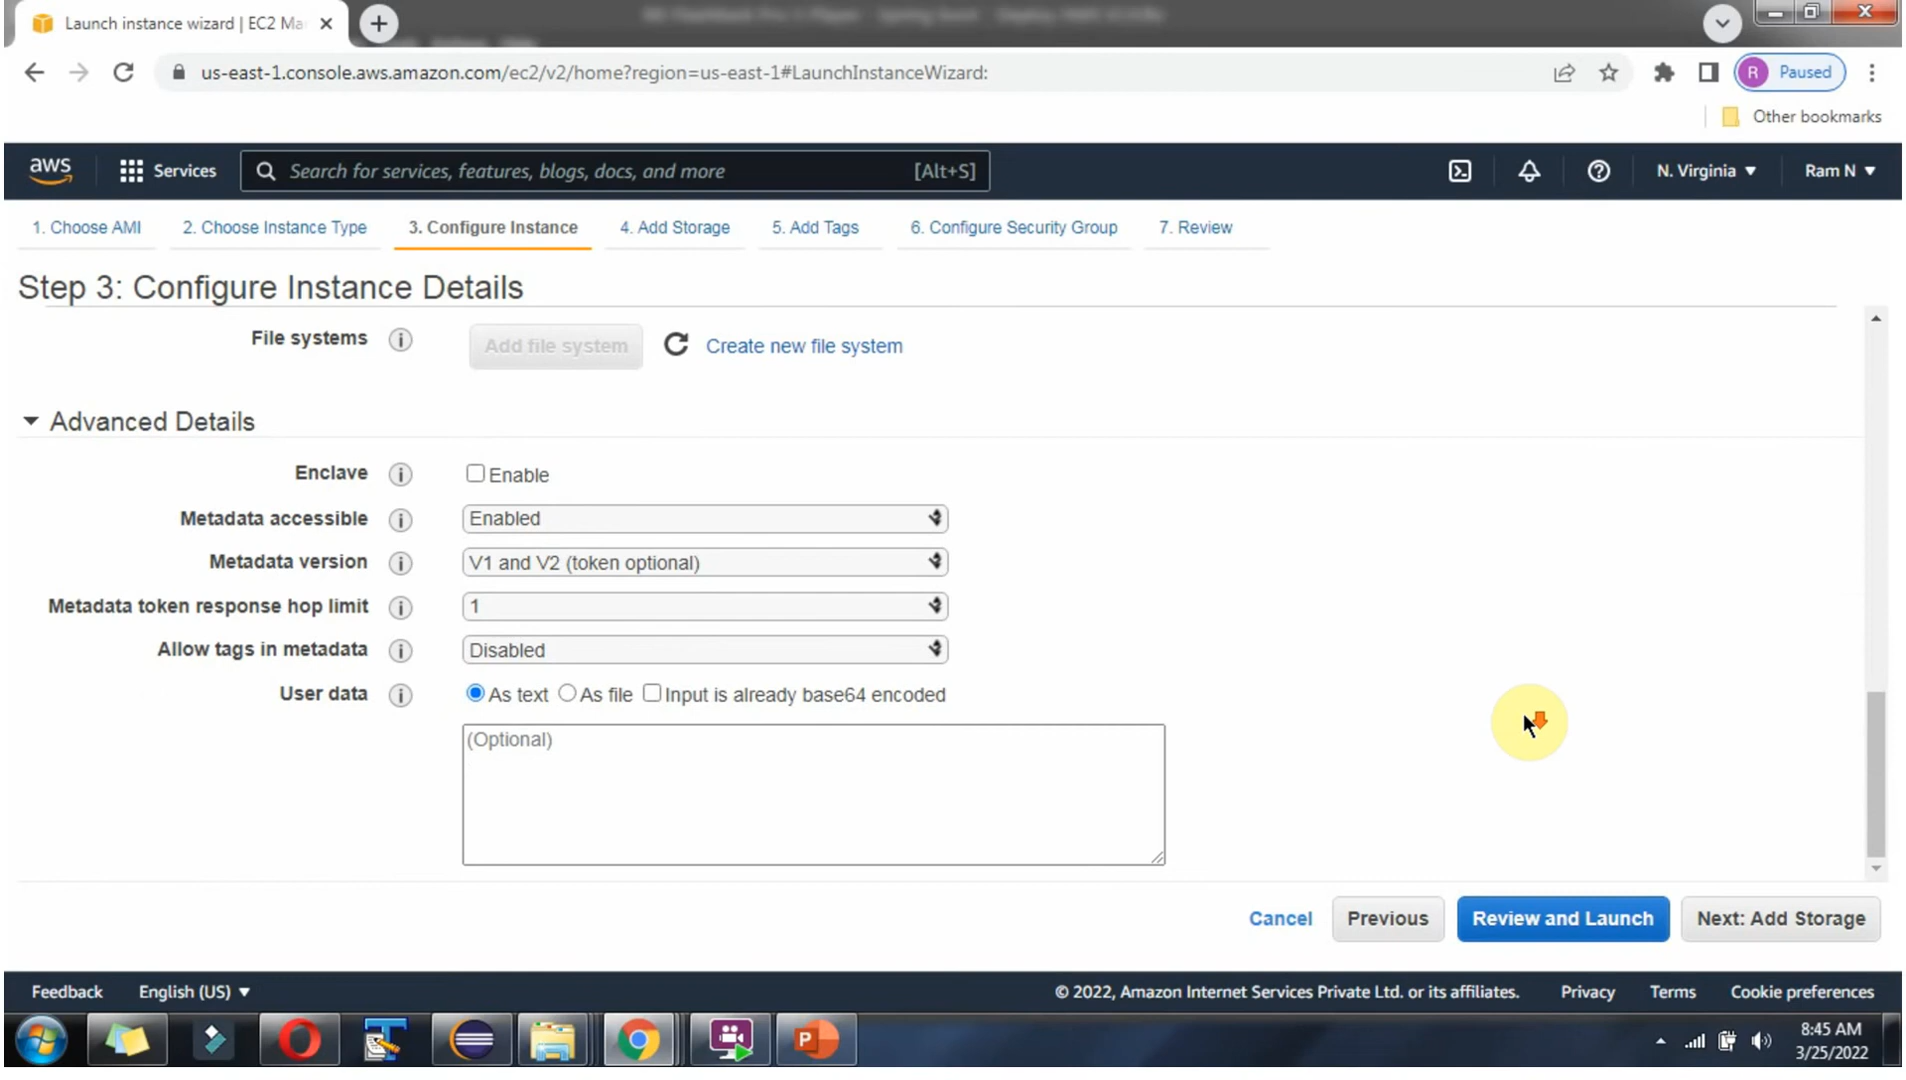 Launch instance wizard | EC2 Ma
us-east-1.console.aws.amazon.com/ec2/v2/home?region=us-east-1#LaunchInstanceWizard:
R Paused
Other bookmarks
aws Services Search for services, features, blogs, docs, and more [Alt+S] N. Virginia Ram N
1. Choose AMI 2. Choose Instance Type 3. Configure Instance 4. Add Storage 5. Add Tags 6. Configure Security Group 7. Review
Step 3: Configure Instance Details
File systems Add file system Create new file system
Advanced Details
Enclave Enable
Metadata accessible Enabled
Metadata version V1 and V2 (token optional)
Metadata token response hop limit 1
Allow tags in metadata Disabled
User data As text As file Input is already base64 encoded
(Optional)
Cancel Previous Review and Launch Next: Add Storage
Feedback English (US) © 2022, Amazon Internet Services Private Ltd. or its affiliates. Privacy Terms Cookie preferences
8:45 AM
3/25/2022